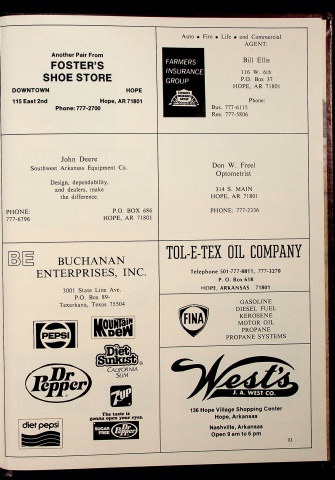 Another Pair From
FOSTER'S
SHOE STORE
DOWNTOWN HOPE
115 East 2nd Hope, AR 71801
Phone: 777-2700
Auto • Fire • Life • and Commercial
AGENT:
FARMERS
INSURANCE
GROUP
Bill Ellis
116 W. 6th
P.O. Box 37
HOPE, AR 71801
Phone:
Bus. 777-6115
Res. 777-5806
John Deere
Southwest Arkansas Equipment Co.
Design, dependability,
and dealers, make
the difference.
PHONE: P.O. BOX 686
777-6796 HOPE, AR 71801
Don W. Freel
Optometrist
314 S. MAIN
HOPE, AR 71801
PHONE: 777-2336
BE
BUCHANAN
ENTERPRISES, INC.
3001 State Line Ave.
P.O. Box 89-
Texarkana, Texas 75504
PEPSI
MOUNTAIN
DEW
Diet
Sunkist
CALIFORNIA
SLIM
Dr
Pepper
7up
The taste is
gonna open your eyes.
diet pepsi
SUGAR
FREE
Dr
Pepper
TOL-E-TEX OIL COMPANY
Telephone 501-777-8811, 777-3270
P. O. Box 618
HOPE, ARKANSAS 71801
FINA
GASOLINE
DIESEL FUEL
KEROSENE
MOTOR OIL
PROPANE
PROPANE SYSTEMS
West's
J. A. WEST CO.
136 Hope Village Shopping Center
Hope, Arkansas
Nashville, Arkansas
Open 9 am to 6 pm